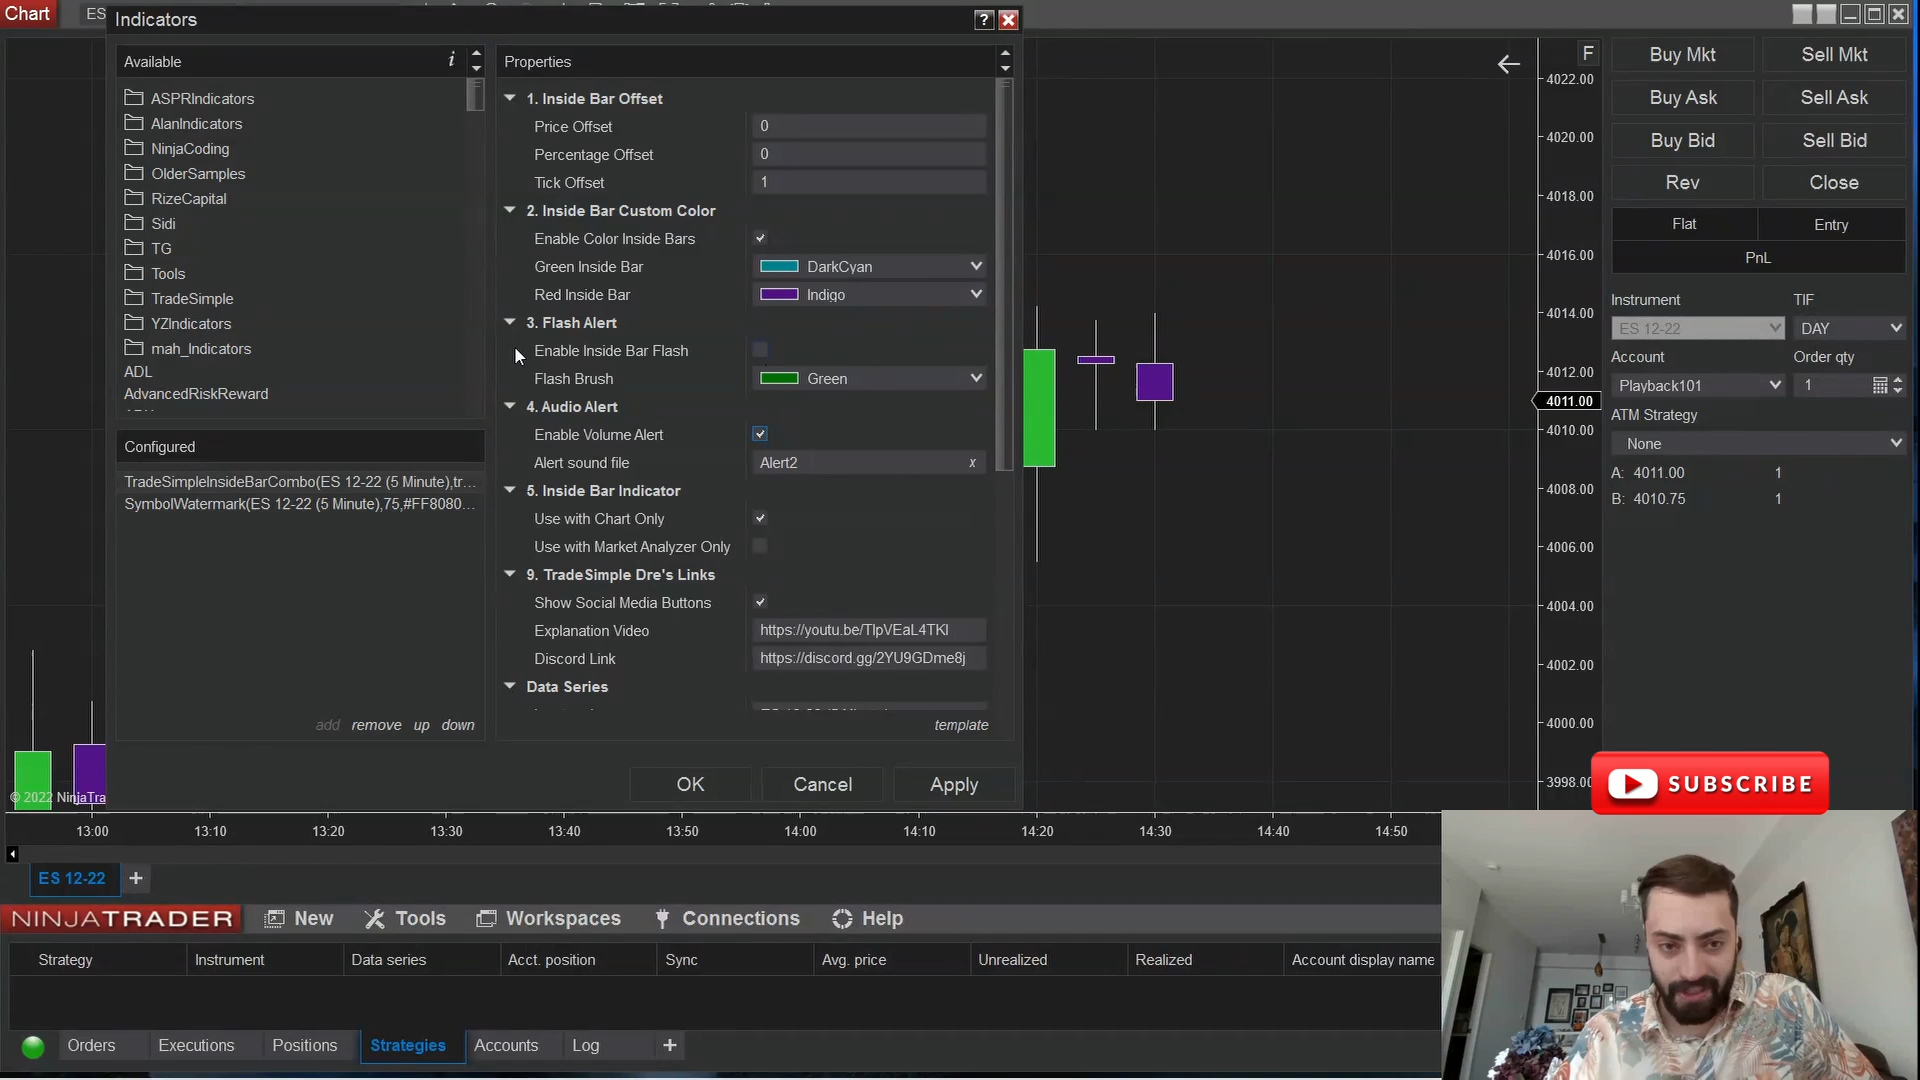 Chart
ES
Indicators
?
F
Available
i
ASPRIndicators
AlanIndicators
NinjaCoding
OlderSamples
RizeCapital
Sidi
TG
Tools
TradeSimple
YZIndicators
mah_Indicators
ADL
AdvancedRiskReward
Configured
TradeSimpleInsideBarCombo(ES 12-22 (5 Minute),tr...
SymbolWatermark(ES 12-22 (5 Minute),75,#FF8080...
add remove up down
Properties
1. Inside Bar Offset
Price Offset 0
Percentage Offset 0
Tick Offset 1
2. Inside Bar Custom Color
Enable Color Inside Bars
Green Inside Bar DarkCyan
Red Inside Bar Indigo
3. Flash Alert
Enable Inside Bar Flash
Flash Brush Green
4. Audio Alert
Enable Volume Alert
Alert sound file Alert2 x
5. Inside Bar Indicator
Use with Chart Only
Use with Market Analyzer Only
9. TradeSimple Dre's Links
Show Social Media Buttons
Explanation Video https://youtu.be/TlpVEaL4TKI
Discord Link https://discord.gg/2YU9GDme8j
Data Series
template
OK Cancel Apply
4022.00
4020.00
4018.00
4016.00
4014.00
4012.00
4011.00
4010.00
4008.00
4006.00
4004.00
4002.00
4000.00
3998.00
Buy Mkt Sell Mkt
Buy Ask Sell Ask
Buy Bid Sell Bid
Rev Close
Flat Entry
PnL
Instrument TIF
ES 12-22 DAY
Account Order qty
Playback101 1
ATM Strategy
None
A: 4011.00 1
B: 4010.75 1
SUBSCRIBE
© 2022 NinjaTra
13:00 13:10 13:20 13:30 13:40 13:50 14:00 14:10 14:20 14:30 14:40 14:50
ES 12-22 +
NINJATRADER New Tools Workspaces Connections Help
Strategy Instrument Data series Acct. position Sync Avg. price Unrealized Realized Account display name
Orders Executions Positions Strategies Accounts Log +